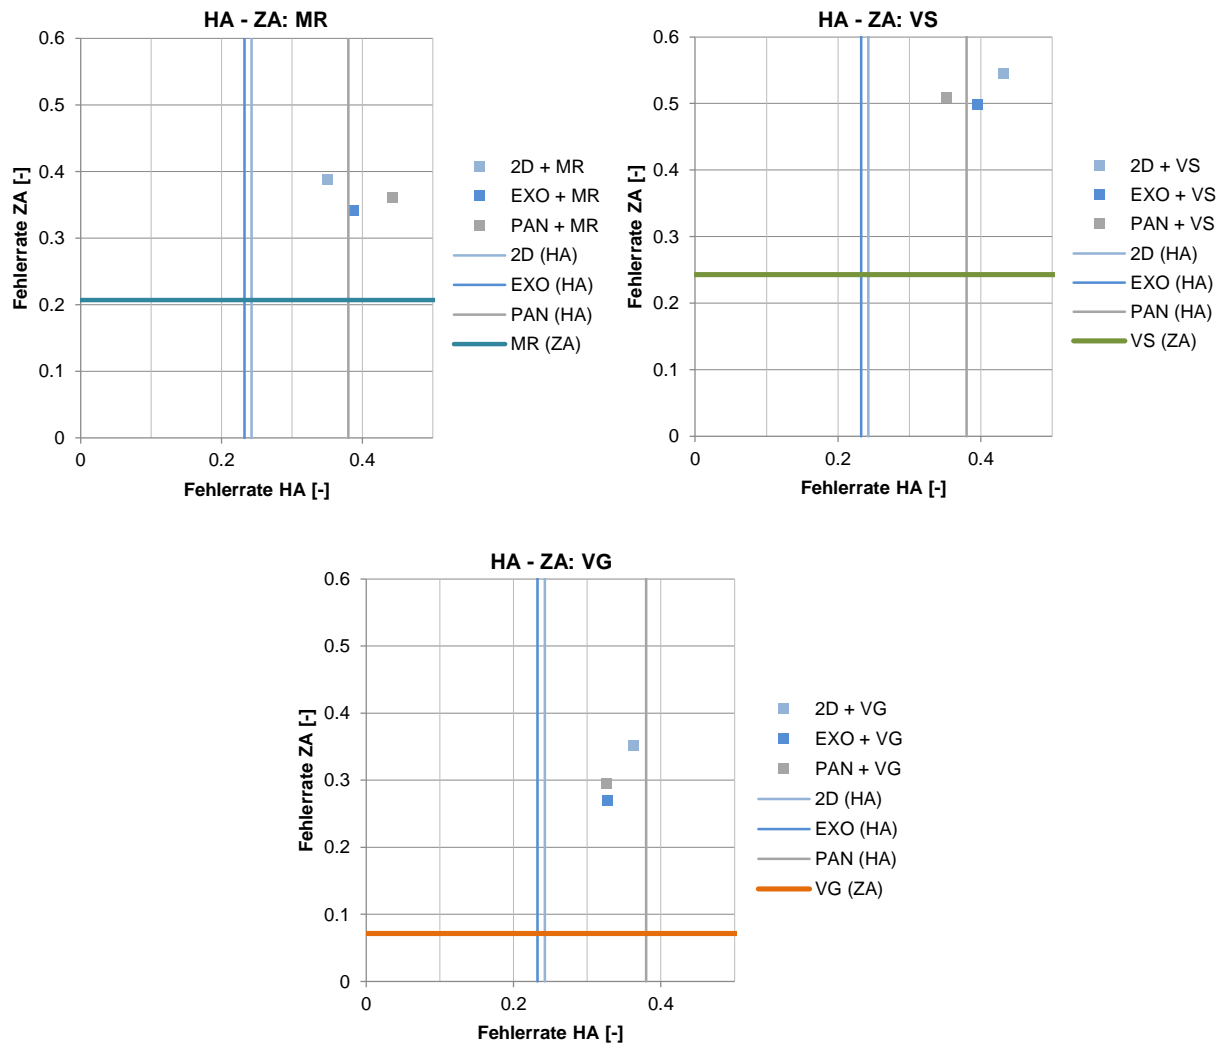 HA - ZA: MR
0.6
0.5
0.4
0.3
0.2
0.1
0
0 0.2 0.4
Fehlerrate ZA [-]
Fehlerrate HA [-]
2D + MR
EXO + MR
PAN + MR
2D (HA)
EXO (HA)
PAN (HA)
MR (ZA)
HA - ZA: VS
0.6
0.5
0.4
0.3
0.2
0.1
0
0 0.2 0.4
Fehlerrate ZA [-]
Fehlerrate HA [-]
2D + VS
EXO + VS
PAN + VS
2D (HA)
EXO (HA)
PAN (HA)
VS (ZA)
HA - ZA: VG
0.6
0.5
0.4
0.3
0.2
0.1
0
0 0.2 0.4
Fehlerrate ZA [-]
Fehlerrate HA [-]
2D + VG
EXO + VG
PAN + VG
2D (HA)
EXO (HA)
PAN (HA)
VG (ZA)